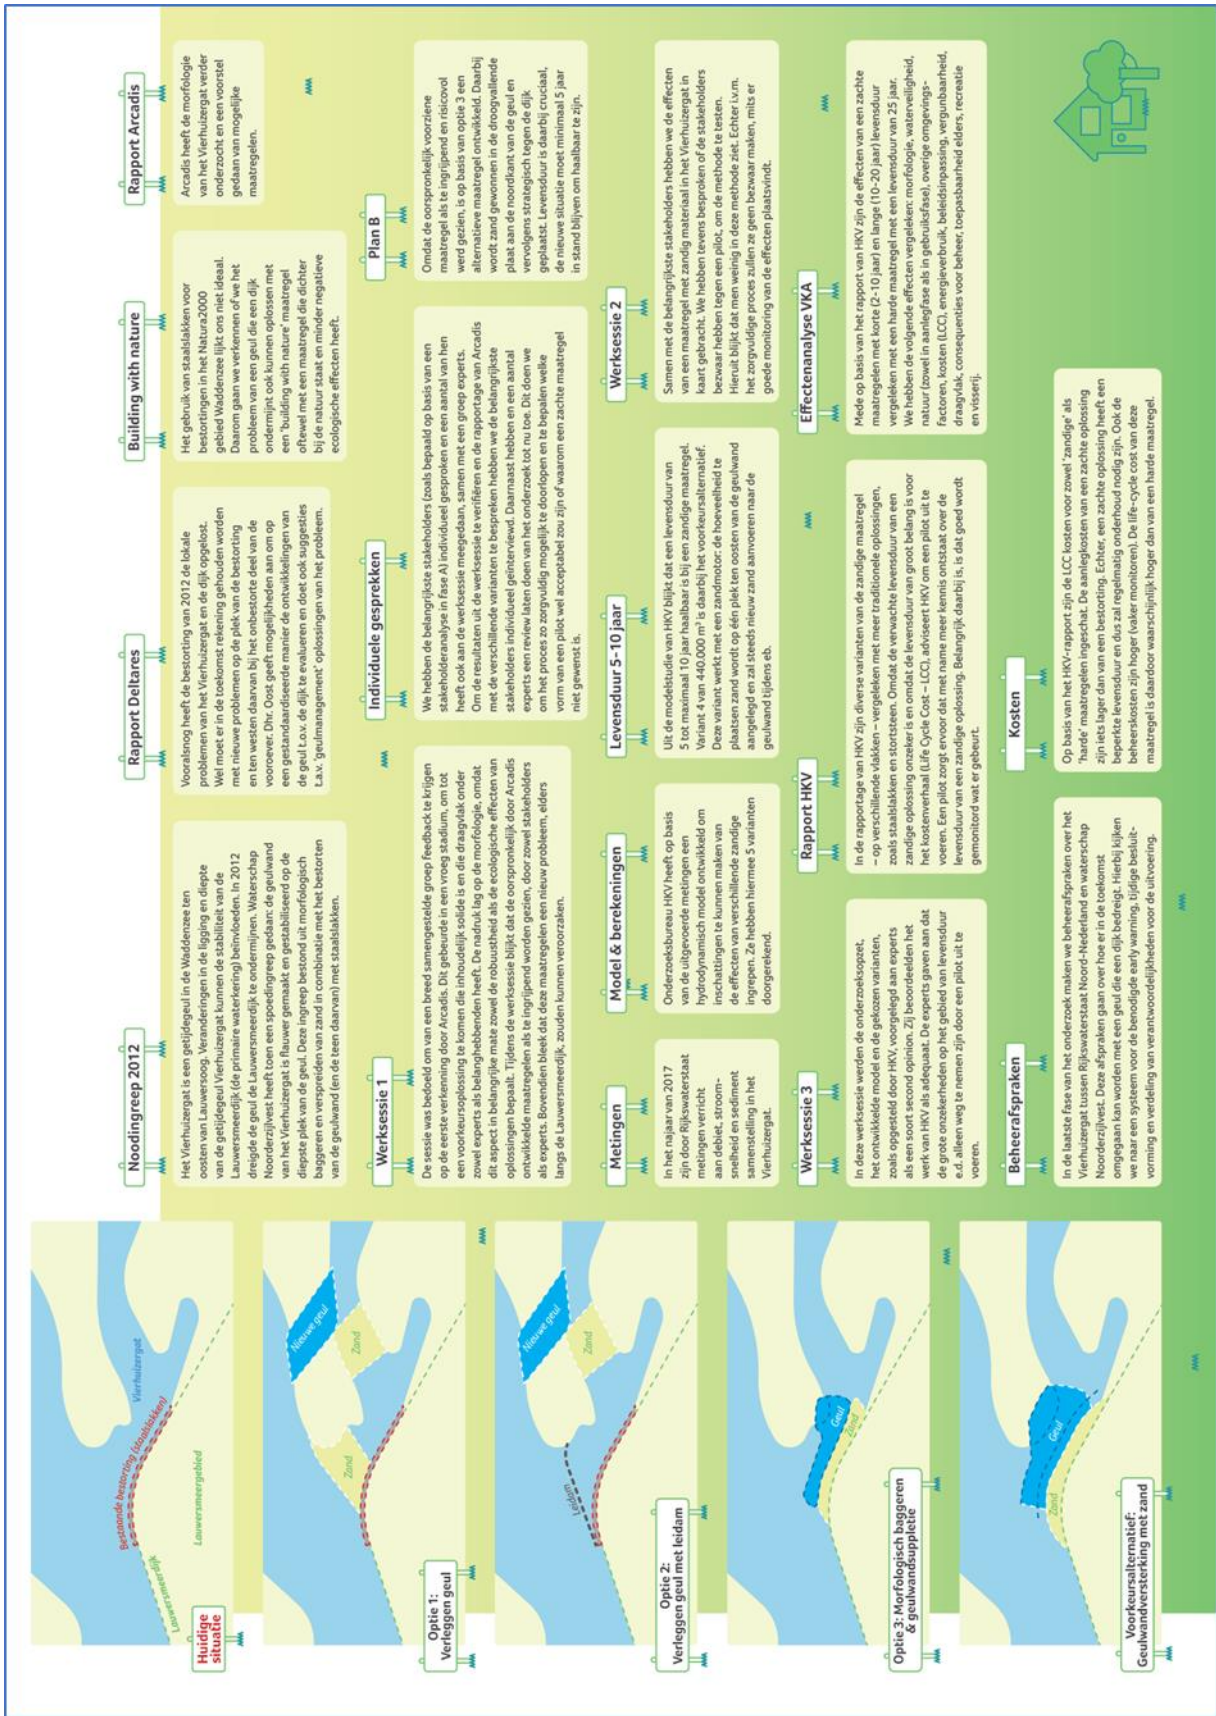 Bestaande bestorting (staalslakken)
Vierhuizergat
Lauwersmeerdijk
Lauwersmeergebied
Huidige
situatie
Nieuwe geul
Zand
Zand
Optie 1:
Verleggen geul
Nieuwe geul
Zand
Leidam
Optie 2:
Verleggen geul met leidam
Geul
Zand
Optie 3: Morfologisch baggeren
& geulwandsuppletie
Geul
Zand
Voorkeursalternatief:
Geulwandversterking met zand
Noodingreep 2012
Het Vierhuizergat is een getijdegeul in de Waddenzee ten
oosten van Lauwersoog. Veranderingen in de ligging en diepte
van de getijdegeul Vierhuizergat kunnen de stabiliteit van de
Lauwersmeerdijk (de primaire waterkering) beïnvloeden. In 2012
dreigde de geul de Lauwersmeerdijk te ondermijnen. Waterschap
Noorderzijlvest heeft toen een spoedingreep gedaan: de geulwand
van het Vierhuizergat is flauwer gemaakt en gestabiliseerd op de
diepste plek van de geul. Deze ingreep bestond uit morfologisch
baggeren en verspreiden van zand in combinatie met het bestorten
van de geulwand (en de teen daarvan) met staalslakken.
Rapport Deltares
Vooralsnog heeft de bestorting van 2012 de lokale
problemen van het Vierhuizergat en de dijk opgelost.
Wel moet er in de toekomst rekening gehouden worden
met nieuwe problemen op de plek van de bestorting
en ten westen daarvan bij het onbestorte deel van de
vooroever. Dhr. Oost geeft mogelijkheden aan om op
een gestandaardiseerde manier de ontwikkelingen van
de geul t.o.v. de dijk te evalueren en doet ook suggesties
t.a.v. 'geulmanagement' oplossingen van het probleem.
Building with nature
Het gebruik van staalslakken voor
bestortingen in het Natura2000
gebied Waddenzee lijkt ons niet ideaal.
Daarom gaan we verkennen of we het
probleem van een geul die een dijk
ondermijnt ook kunnen oplossen met
een 'building with nature' maatregel
oftewel met een maatregel die dichter
bij de natuur staat en minder negatieve
ecologische effecten heeft.
Rapport Arcadis
Arcadis heeft de morfologie
van het Vierhuizergat verder
onderzocht en een voorstel
gedaan van mogelijke
maatregelen.
Werksessie 1
De sessie was bedoeld om van een breed samengestelde groep feedback te krijgen
op de eerste verkenning door Arcadis. Dit gebeurde in een vroeg stadium, om tot
een voorkeursoplossing te komen die inhoudelijk solide is en die draagvlak onder
zowel experts als belanghebbenden heeft. De nadruk lag op de morfologie, omdat
dit aspect in belangrijke mate zowel de robuustheid als de ecologische effecten van
oplossingen bepaalt. Tijdens de werksessie blijkt dat de oorspronkelijk door Arcadis
ontwikkelde maatregelen als te ingrijpend worden gezien, door zowel stakeholders
als experts. Bovendien bleek dat deze maatregelen een nieuw probleem, elders
langs de Lauwersmeerdijk, zouden kunnen veroorzaken.
Individuele gesprekken
We hebben de belangrijkste stakeholders (zoals bepaald op basis van een
stakeholderanalyse in fase A) individueel gesproken en een aantal van hen
heeft ook aan de werksessie meegedaan, samen met een groep experts.
Om de resultaten uit de werksessie te verifiëren en de rapportage van Arcadis
met de verschillende varianten te bespreken hebben we de belangrijkste
stakeholders individueel geïnterviewd. Daarnaast hebben en een aantal
experts een review laten doen van het onderzoek tot nu toe. Dit doen we
om het proces zo zorgvuldig mogelijk te doorlopen en te bepalen welke
vorm van een pilot wel acceptabel zou zijn of waarom een zachte maatregel
niet gewenst is.
Plan B
Omdat de oorspronkelijk voorziene
maatregel als te ingrijpend en risicovol
werd gezien, is op basis van optie 3 een
alternatieve maatregel ontwikkeld. Daarbij
wordt zand gewonnen in de droogvallende
plaat aan de noordkant van de geul en
vervolgens strategisch tegen de dijk
geplaatst. Levensduur is daarbij cruciaal,
de nieuwe situatie moet minimaal 5 jaar
in stand blijven om haalbaar te zijn.
Metingen
In het najaar van 2017
zijn door Rijkswaterstaat
metingen verricht
aan debiet, stroom-
snelheid en sediment
samenstelling in het
Vierhuizergat.
Model & berekeningen
Onderzoeksbureau HKV heeft op basis
van de uitgevoerde metingen een
hydrodynamisch model ontwikkeld om
inschattingen te kunnen maken van
de effecten van verschillende zandige
ingrepen. Ze hebben hiermee 5 varianten
doorgerekend.
Levensduur 5-10 jaar
Uit de modelstudie van HKV blijkt dat een levensduur van
5 tot maximaal 10 jaar haalbaar is bij een zandige maatregel.
Variant 4 van 440.000 m³ is daarbij het voorkeursalternatief.
Deze variant werkt met een zandmotor: de hoeveelheid te
plaatsen zand wordt op één plek ten oosten van de geulwand
aangelegd en zal steeds nieuw zand aanvoeren naar de
geulwand tijdens eb.
Werksessie 2
Samen met de belangrijkste stakeholders hebben we de effecten
van een maatregel met zandig materiaal in het Vierhuizergat in
kaart gebracht. We hebben tevens besproken of de stakeholders
bezwaar hebben tegen een pilot, om de methode te testen.
Hieruit blijkt dat men weinig in deze methode ziet. Echter i.v.m.
het zorgvuldige proces zullen ze geen bezwaar maken, mits er
goede monitoring van de effecten plaatsvindt.
Werksessie 3
In deze werksessie werden de onderzoeksopzet,
het ontwikkelde model en de gekozen varianten,
zoals opgesteld door HKV, voorgelegd aan experts
als een soort second opinion. Zij beoordeelden het
werk van HKV als adequaat. De experts gaven aan dat
de grote onzekerheden op het gebied van levensduur
e.d. alleen weg te nemen zijn door een pilot uit te
voeren.
Rapport HKV
In de rapportage van HKV zijn diverse varianten van de zandige maatregel
– op verschillende vlakken – vergeleken met meer traditionele oplossingen,
zoals staalslakken en stortsteen. Omdat de verwachte levensduur van een
zandige oplossing onzeker is en omdat de levensduur van groot belang is voor
het kostenverhaal (Life Cycle Cost – LCC), adviseert HKV om een pilot uit te
voeren. Een pilot zorgt ervoor dat met name meer kennis ontstaat over de
levensduur van een zandige oplossing. Belangrijk daarbij is, is dat goed wordt
gemonitord wat er gebeurt.
Effectenanalyse VKA
Mede op basis van het rapport van HKV zijn de effecten van een zachte
maatregelen met korte (2-10 jaar) en lange (10-20 jaar) levensduur
vergeleken met een harde maatregel met een levensduur van 25 jaar.
We hebben de volgende effecten vergeleken: morfologie, waterveiligheid,
natuur (zowel in aanlegfase als in gebruiksfase), overige omgevings-
factoren, kosten (LCC), energieverbruik, beleidsinpassing, vergunbaarheid,
draagvlak, consequenties voor beheer, toepasbaarheid elders, recreatie
en visserij.
Beheerafspraken
In de laatste fase van het onderzoek maken we beheerafspraken over het
Vierhuizergat tussen Rijkswaterstaat Noord-Nederland en waterschap
Noorderzijlvest. Deze afspraken gaan over hoe er in de toekomst
omgegaan kan worden met een geul die een dijk bedreigt. Hierbij kijken
we naar een systeem voor de benodigde early warning, tijdige besluit-
vorming en verdeling van verantwoordelijkheden voor de uitvoering.
Kosten
Op basis van het HKV-rapport zijn de LCC kosten voor zowel 'zandige' als
'harde' maatregelen ingeschat. De aanlegkosten van een zachte oplossing
zijn iets lager dan van een bestorting. Echter, een zachte oplossing heeft een
beperkte levensduur en dus zal regelmatig onderhoud nodig zijn. Ook de
beheerskosten zijn hoger (vaker monitoren). De life-cycle cost van deze
maatregel is daardoor waarschijnlijk hoger dan van een harde maatregel.